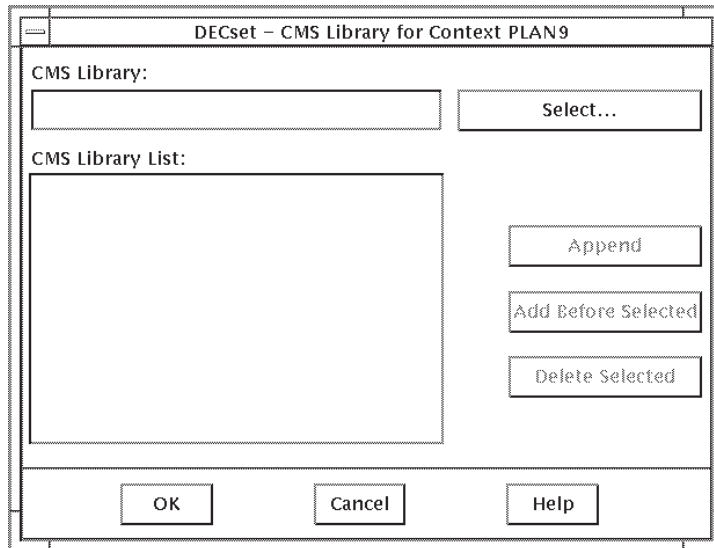 DECset – CMS Library for Context PLAN9
CMS Library:
Select...
CMS Library List:
Append
Add Before Selected
Delete Selected
OK
Cancel
Help